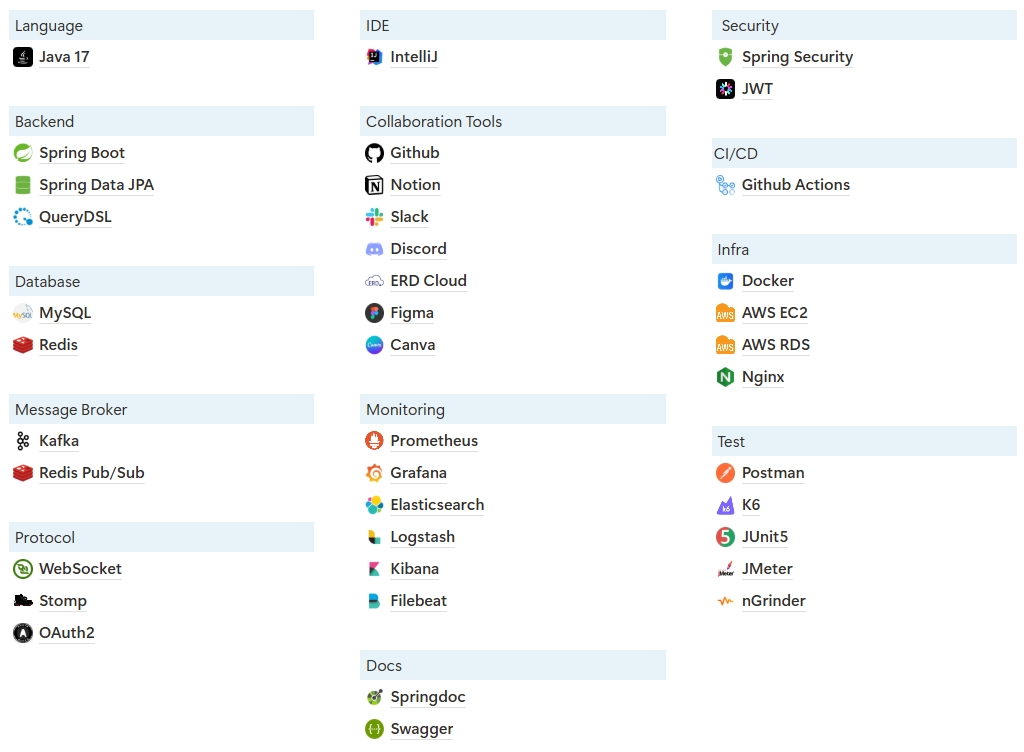 Language
Java 17
Backend
Spring Boot
Spring Data JPA
QueryDSL
Database
MySQL
Redis
Message Broker
Kafka
Redis Pub/Sub
Protocol
WebSocket
Stomp
OAuth2
IDE
IntelliJ
Collaboration Tools
Github
Notion
Slack
Discord
ERD Cloud
Figma
Canva
Monitoring
Prometheus
Grafana
Elasticsearch
Logstash
Kibana
Filebeat
Docs
Springdoc
Swagger
Security
Spring Security
JWT
CI/CD
Github Actions
Infra
Docker
AWS EC2
AWS RDS
Nginx
Test
Postman
K6
JUnit5
JMeter
nGrinder